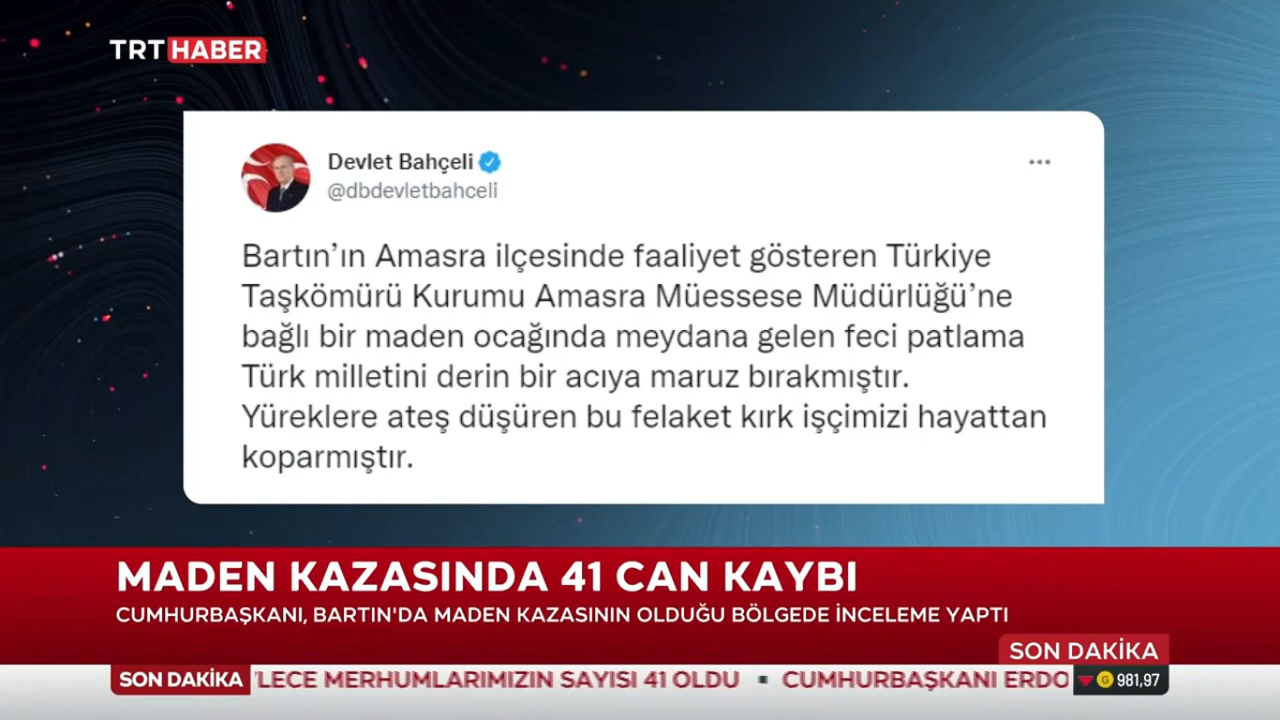 TRT HABER
Devlet Bahçeli
@dbdevletbahceli
Bartın’ın Amasra ilçesinde faaliyet gösteren Türkiye
Taşkömürü Kurumu Amasra Müessese Müdürlüğü’ne
bağlı bir maden ocağında meydana gelen feci patlama
Türk milletini derin bir acıya maruz bırakmıştır.
Yüreklere ateş düşüren bu felaket kırk işçimizi hayattan
koparmıştır.
MADEN KAZASINDA 41 CAN KAYBI
CUMHURBAŞKANI, BARTIN'DA MADEN KAZASININ OLDUĞU BÖLGEDE İNCELEME YAPTI
SON DAKİKA
SON DAKİKA LECE MERHUMLARIMIZIN SAYISI 41 OLDU ▪ CUMHURBAŞKANI ERDO G 981,97